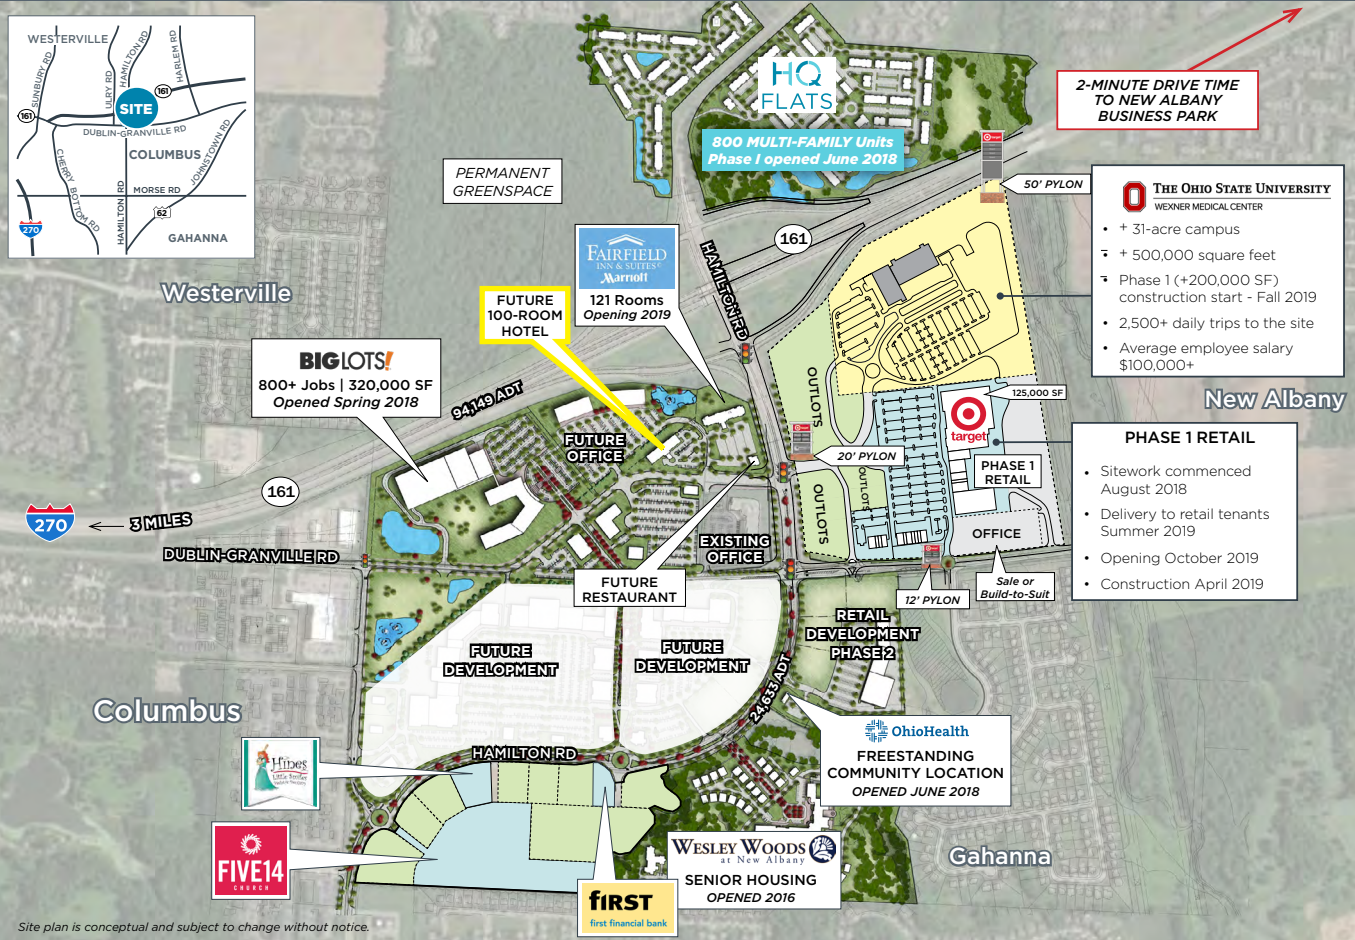 WESTERVILLE
SUNBURY RD
ULRY RD
HAMILTON RD
HARLEM RD
161
161
SITE
DUBLIN-GRANVILLE RD
COLUMBUS
CHERRY BOTTOM RD
HAMILTON RD
MORSE RD
JOHNSTOWN RD
62
270
GAHANNA
HQ
FLATS
800 MULTI-FAMILY Units
Phase I opened June 2018
2-MINUTE DRIVE TIME
TO NEW ALBANY
BUSINESS PARK
PERMANENT
GREENSPACE
target
50' PYLON
THE OHIO STATE UNIVERSITY
WEXNER MEDICAL CENTER
• + 31-acre campus
• + 500,000 square feet
• Phase 1 (+200,000 SF)
construction start - Fall 2019
• 2,500+ daily trips to the site
• Average employee salary
$100,000+
161
HAMILTON RD
FAIRFIELD
INN & SUITES
Marriott
121 Rooms
Opening 2019
Westerville
FUTURE
100-ROOM
HOTEL
BIG LOTS!
800+ Jobs | 320,000 SF
Opened Spring 2018
94,149 ADT
New Albany
OUTLOTS
125,000 SF
target
FUTURE
OFFICE
20' PYLON
PHASE 1
RETAIL
PHASE 1 RETAIL
• Sitework commenced
August 2018
• Delivery to retail tenants
Summer 2019
• Opening October 2019
• Construction April 2019
161
270
3 MILES
OUTLOTS
OUTLOTS
OFFICE
DUBLIN-GRANVILLE RD
EXISTING
OFFICE
FUTURE
RESTAURANT
12' PYLON
Sale or
Build-to-Suit
RETAIL
DEVELOPMENT
PHASE 2
FUTURE
DEVELOPMENT
FUTURE
DEVELOPMENT
24,633 ADT
Columbus
HAMILTON RD
OhioHealth
FREESTANDING
COMMUNITY LOCATION
OPENED JUNE 2018
Hines
Little Smiles
FIVE14
CHURCH
WESLEY WOODS
at New Albany
SENIOR HOUSING
OPENED 2016
Gahanna
fiRST
first financial bank
Site plan is conceptual and subject to change without notice.